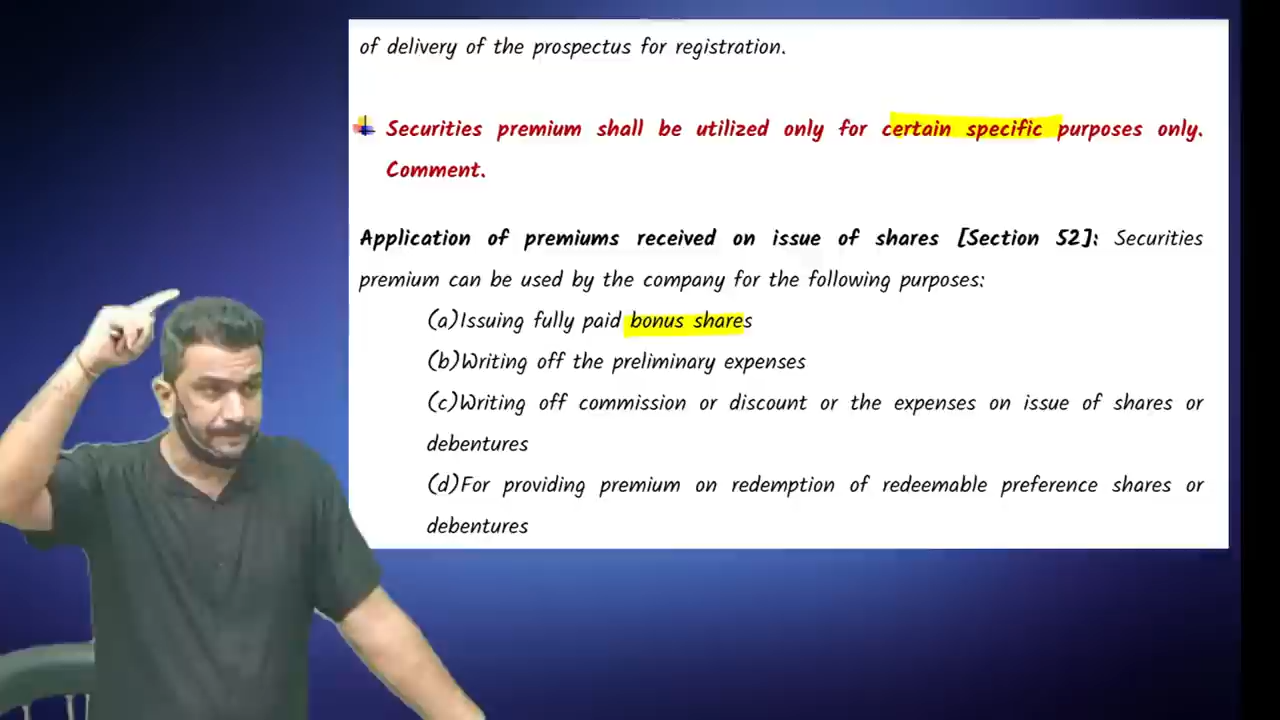 of delivery of the prospectus for registration.
Securities premium shall be utilized only for certain specific purposes only.
Comment.
Application of premiums received on issue of shares [Section 52]: Securities
premium can be used by the company for the following purposes:
(a)Issuing fully paid bonus shares
(b)Writing off the preliminary expenses
(c)Writing off commission or discount or the expenses on issue of shares or
debentures
(d)For providing premium on redemption of redeemable preference shares or
debentures